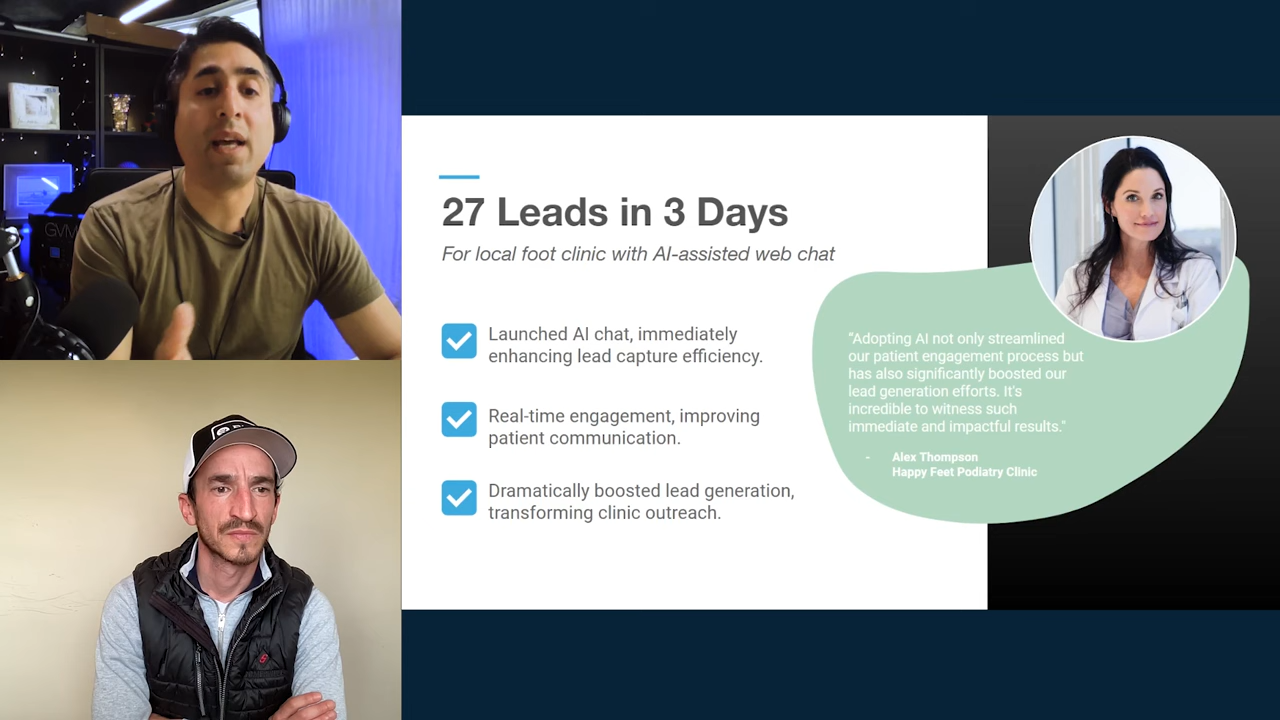 GVM
27 Leads in 3 Days
For local foot clinic with AI-assisted web chat
Launched AI chat, immediately
enhancing lead capture efficiency.
Real-time engagement, improving
patient communication.
Dramatically boosted lead generation,
transforming clinic outreach.
“Adopting AI not only streamlined
our patient engagement process but
has also significantly boosted our
lead generation efforts. It's
incredible to witness such
immediate and impactful results."
- Alex Thompson
Happy Feet Podiatry Clinic